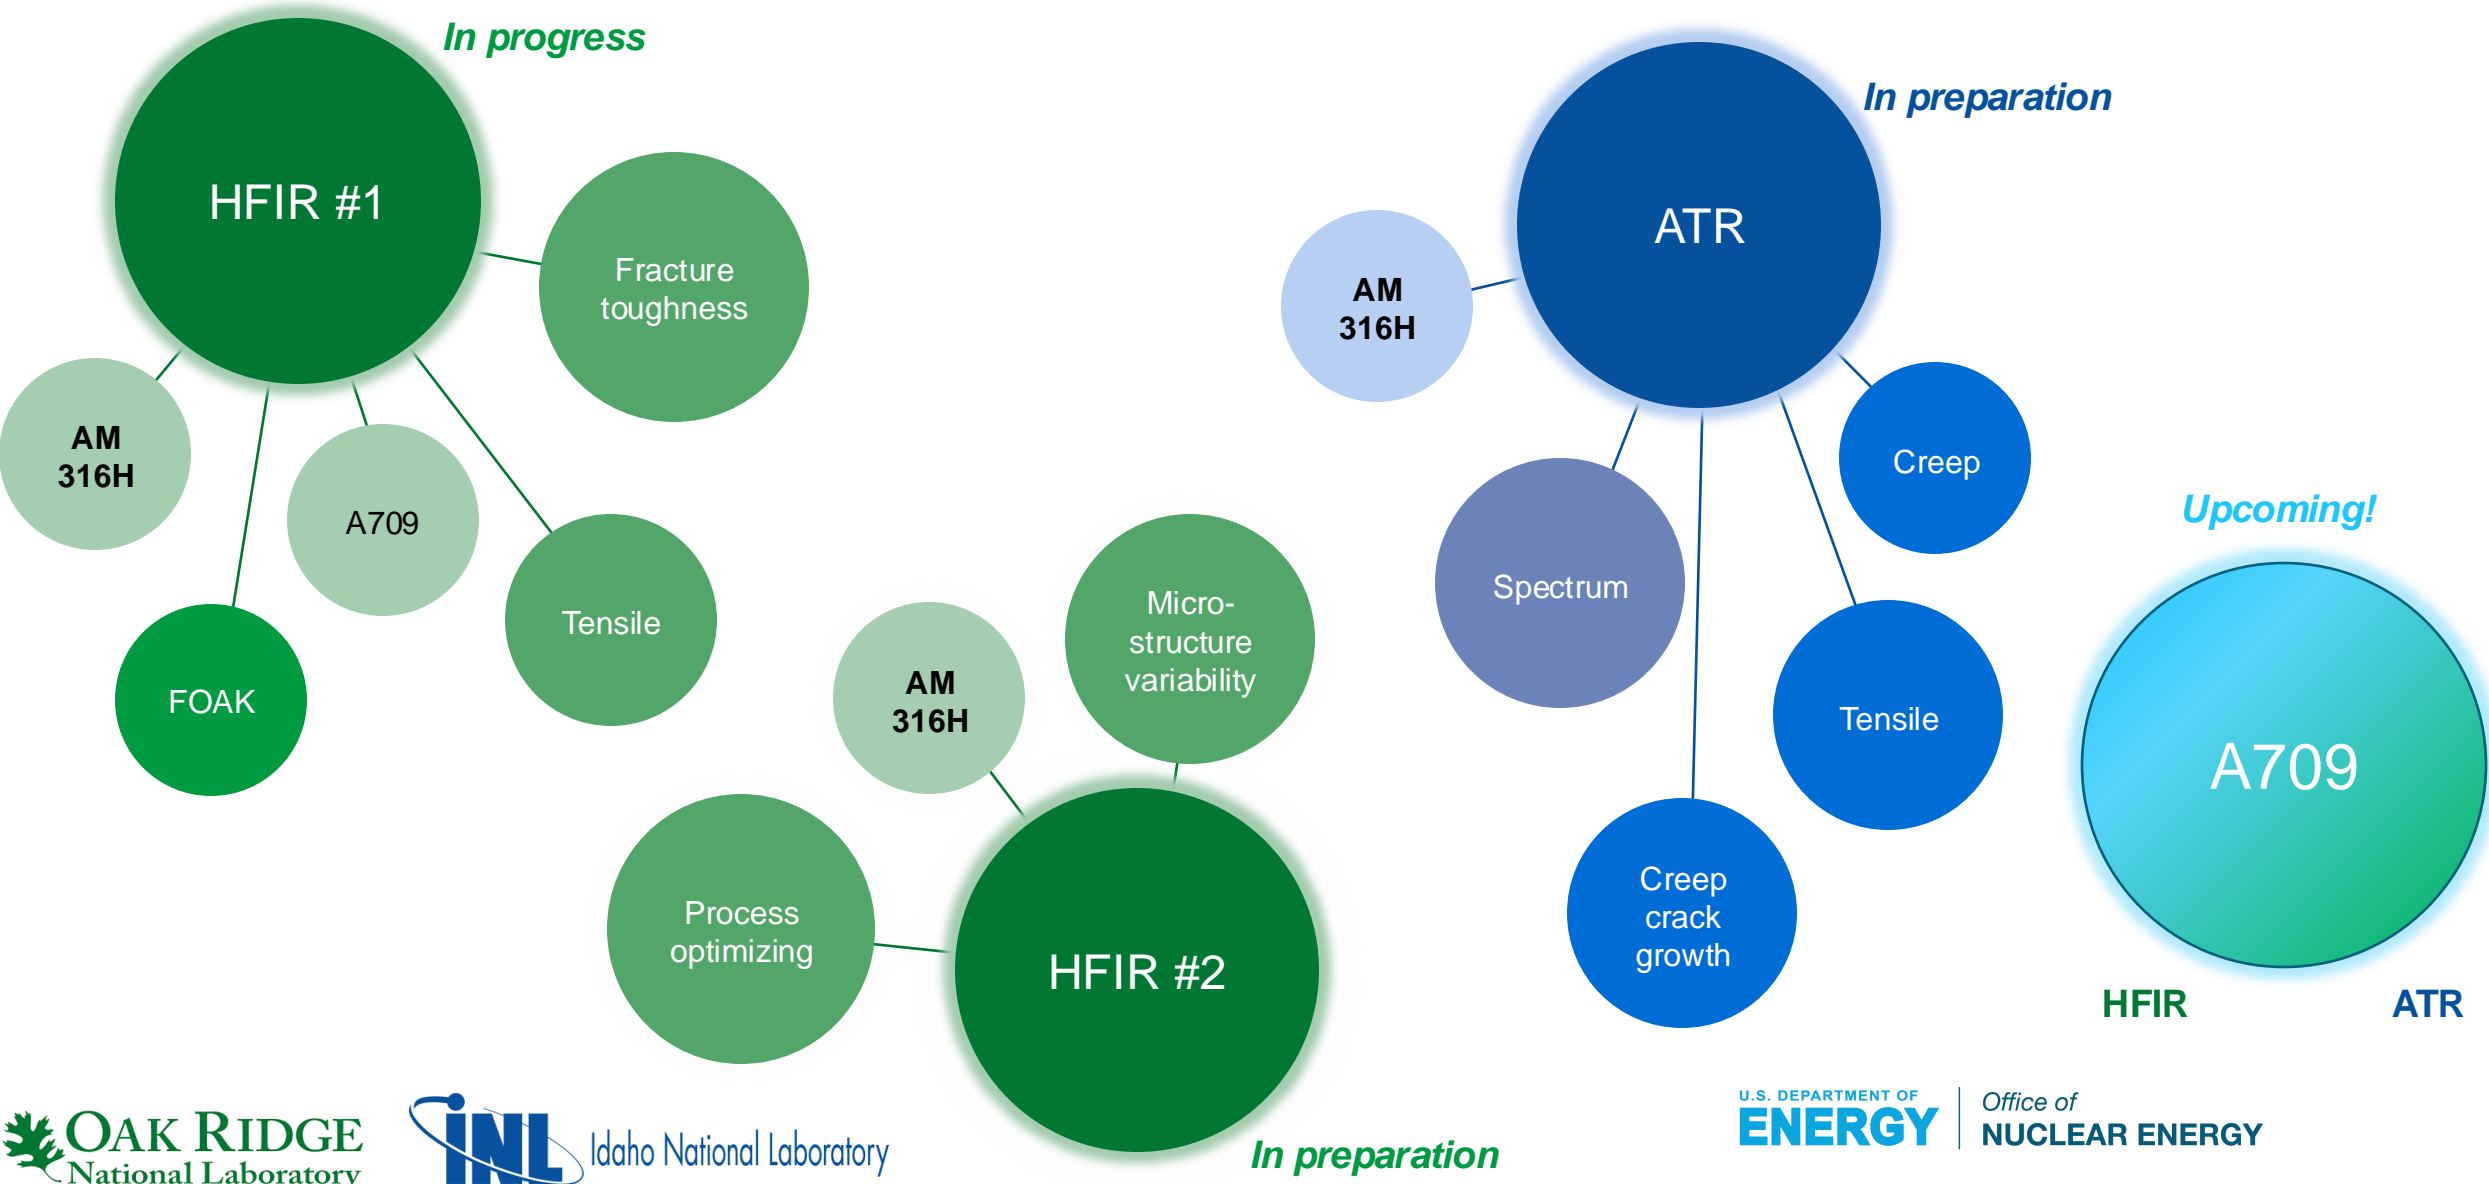 In progress
HFIR #1
Fracture
toughness
AM
316H
A709
FOAK
Tensile
AM
316H
Micro-
structure
variability
Process
optimizing
HFIR #2
In preparation
ATR
In preparation
AM
316H
Creep
Spectrum
Tensile
Creep
crack
growth
Upcoming!
A709
HFIR
ATR
OAK RIDGE
National Laboratory
INL
Idaho National Laboratory
U.S. DEPARTMENT OF
ENERGY
Office of
NUCLEAR ENERGY